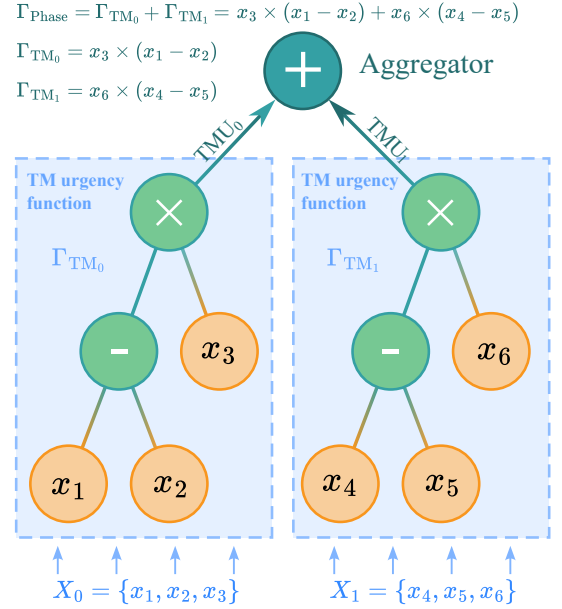 Γ_Phase = Γ_TM₀ + Γ_TM₁ = x₃ × (x₁ − x₂) + x₆ × (x₄ − x₅)
Γ_TM₀ = x₃ × (x₁ − x₂)
Γ_TM₁ = x₆ × (x₄ − x₅)
+
Aggregator
TMU₀
TMU₁
TM urgency
function
×
Γ_TM₀
-
x₃
x₁
x₂
TM urgency
function
×
Γ_TM₁
-
x₆
x₄
x₅
X₀ = {x₁, x₂, x₃}
X₁ = {x₄, x₅, x₆}